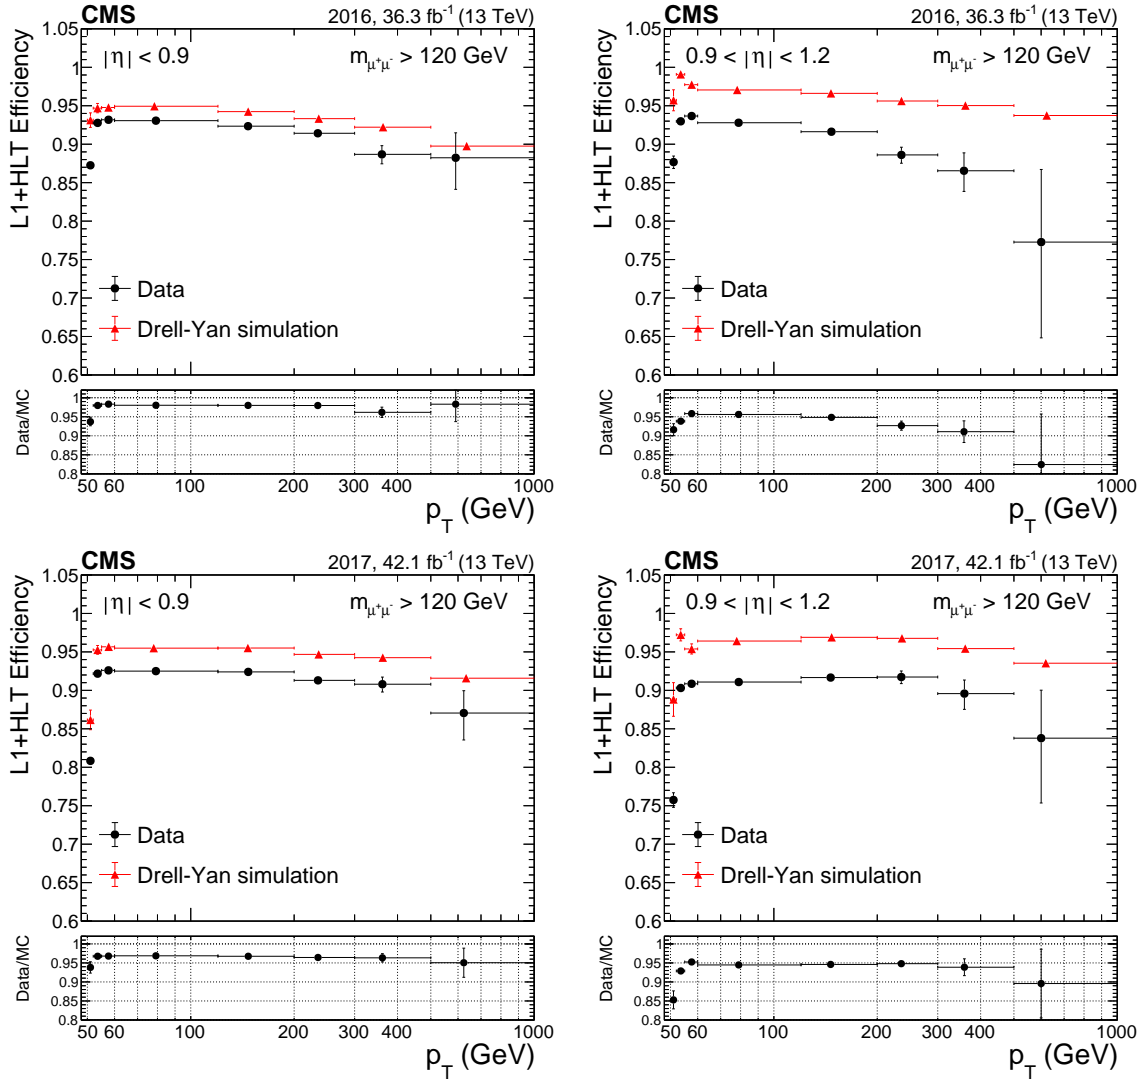 CMS 2016, 36.3 fb⁻¹ (13 TeV)
|η| < 0.9 m_μ⁺μ⁻ > 120 GeV
L1+HLT Efficiency
1.05
1
0.95
0.9
0.85
0.8
0.75
0.7
0.65
0.6
Data
Drell-Yan simulation
Data/MC
1
0.95
0.9
0.85
0.8
50 60 100 200 300 400 1000
p_T (GeV)
CMS 2016, 36.3 fb⁻¹ (13 TeV)
0.9 < |η| < 1.2 m_μ⁺μ⁻ > 120 GeV
L1+HLT Efficiency
1.05
1
0.95
0.9
0.85
0.8
0.75
0.7
0.65
0.6
Data
Drell-Yan simulation
Data/MC
1
0.95
0.9
0.85
0.8
50 60 100 200 300 400 1000
p_T (GeV)
CMS 2017, 42.1 fb⁻¹ (13 TeV)
|η| < 0.9 m_μ⁺μ⁻ > 120 GeV
L1+HLT Efficiency
1.05
1
0.95
0.9
0.85
0.8
0.75
0.7
0.65
0.6
Data
Drell-Yan simulation
Data/MC
1
0.95
0.9
0.85
0.8
50 60 100 200 300 400 1000
p_T (GeV)
CMS 2017, 42.1 fb⁻¹ (13 TeV)
0.9 < |η| < 1.2 m_μ⁺μ⁻ > 120 GeV
L1+HLT Efficiency
1.05
1
0.95
0.9
0.85
0.8
0.75
0.7
0.65
0.6
Data
Drell-Yan simulation
Data/MC
1
0.95
0.9
0.85
0.8
50 60 100 200 300 400 1000
p_T (GeV)